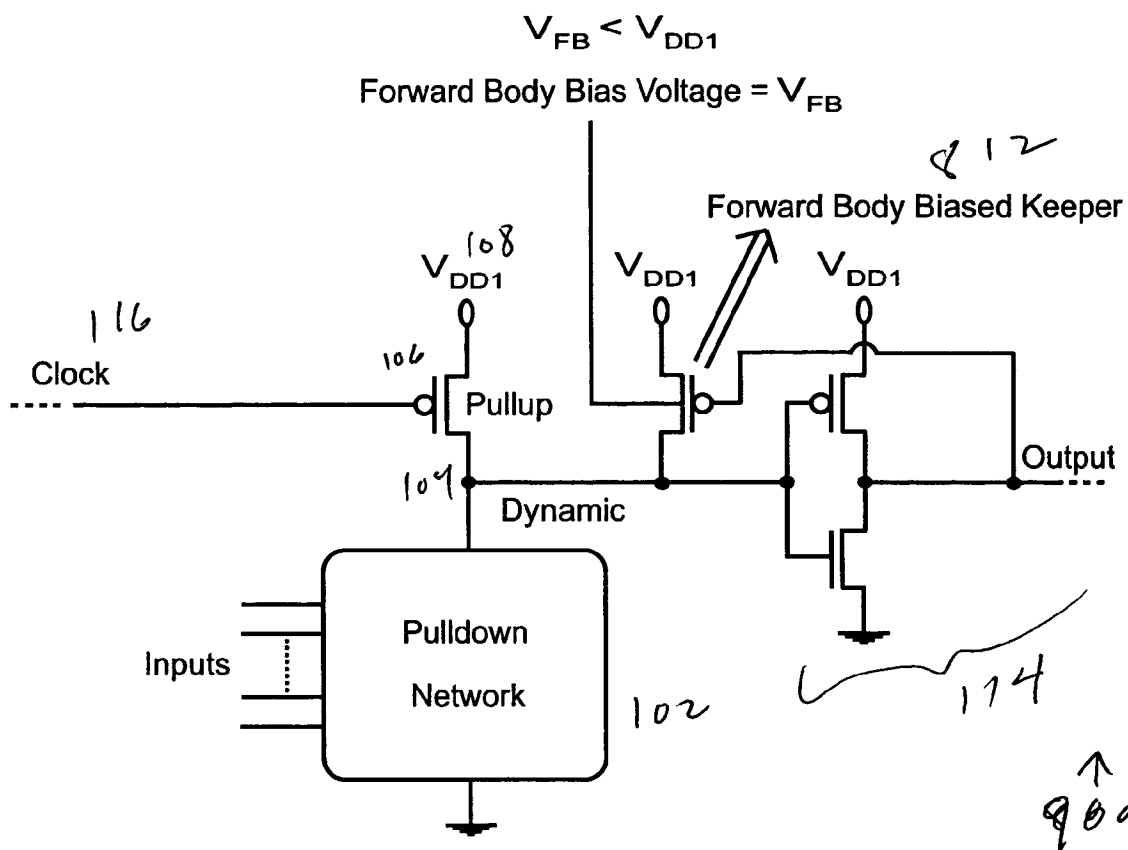 V_FB < V_DD1
Forward Body Bias Voltage = V_FB
812
Forward Body Biased Keeper
108
V_DD1
V_DD1
V_DD1
116
106
Clock
Pullup
104
Output
Dynamic
Pulldown
Inputs
Network
102